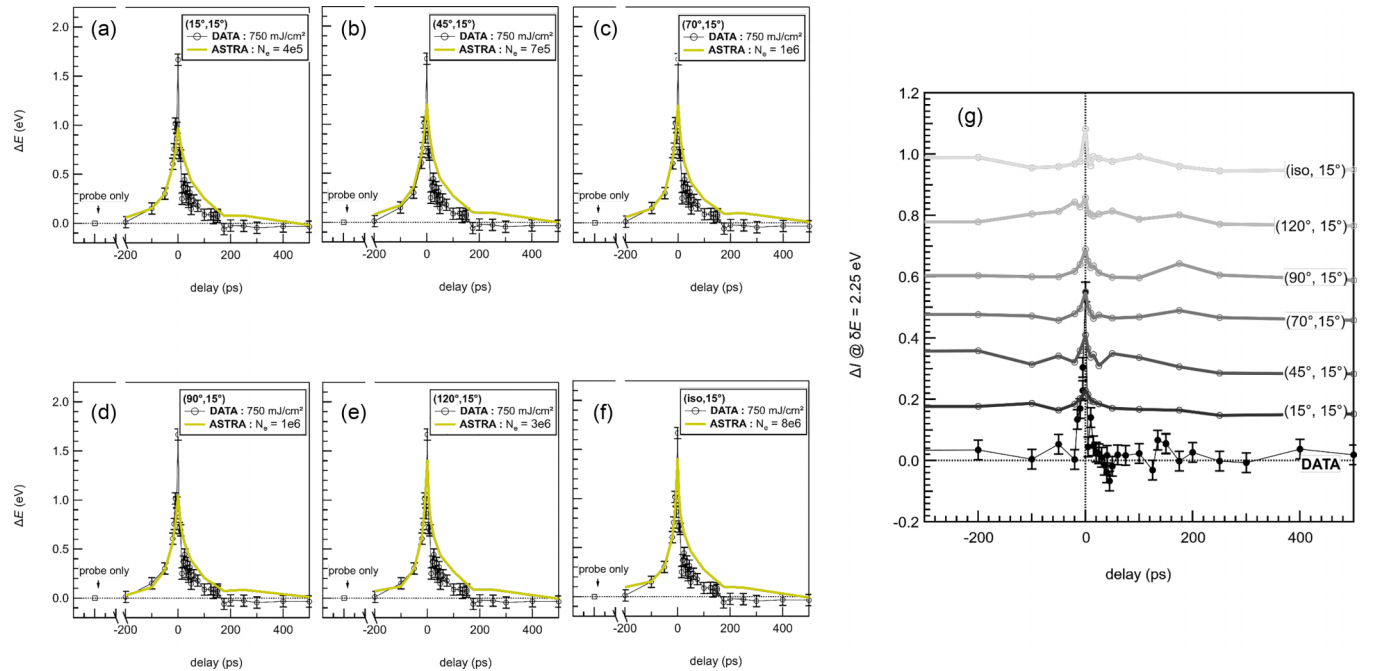 (a)
(15°,15°)
DATA : 750 mJ/cm²
ASTRA : Nₑ = 4e5
2.0
1.5
1.0
0.5
0.0
ΔE (eV)
probe only
-200 0 200 400
delay (ps)
(b)
(45°,15°)
DATA : 750 mJ/cm²
ASTRA : Nₑ = 7e5
probe only
-200 0 200 400
delay (ps)
(c)
(70°,15°)
DATA : 750 mJ/cm²
ASTRA : Nₑ = 1e6
probe only
-200 0 200 400
delay (ps)
(d)
(90°,15°)
DATA : 750 mJ/cm²
ASTRA : Nₑ = 1e6
2.0
1.5
1.0
0.5
0.0
ΔE (eV)
probe only
-200 0 200 400
delay (ps)
(e)
(120°,15°)
DATA : 750 mJ/cm²
ASTRA : Nₑ = 3e6
probe only
-200 0 200 400
delay (ps)
(f)
(iso,15°)
DATA : 750 mJ/cm²
ASTRA : Nₑ = 8e6
probe only
-200 0 200 400
delay (ps)
(g)
1.2
1.0
0.8
0.6
0.4
0.2
0.0
-0.2
ΔI @ δE = 2.25 eV
(iso, 15°)
(120°, 15°)
(90°, 15°)
(70°,15°)
(45°, 15°)
(15°, 15°)
DATA
-200 0 200 400
delay (ps)